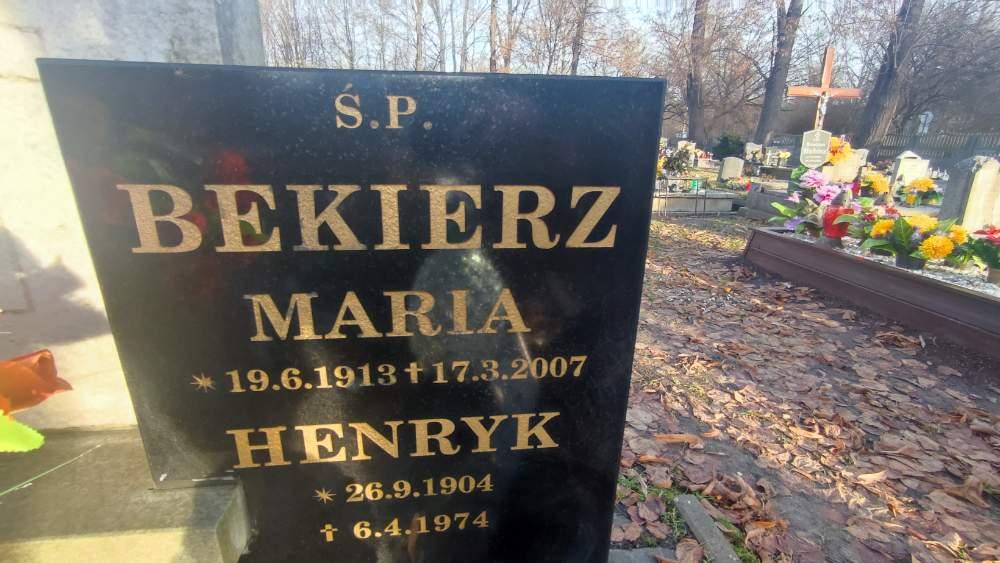 Ś.P.
BEKIERZ
MARIA
* 19.6.1913 † 17.3.2007
HENRYK
* 26.9.1904
† 6.4.1974